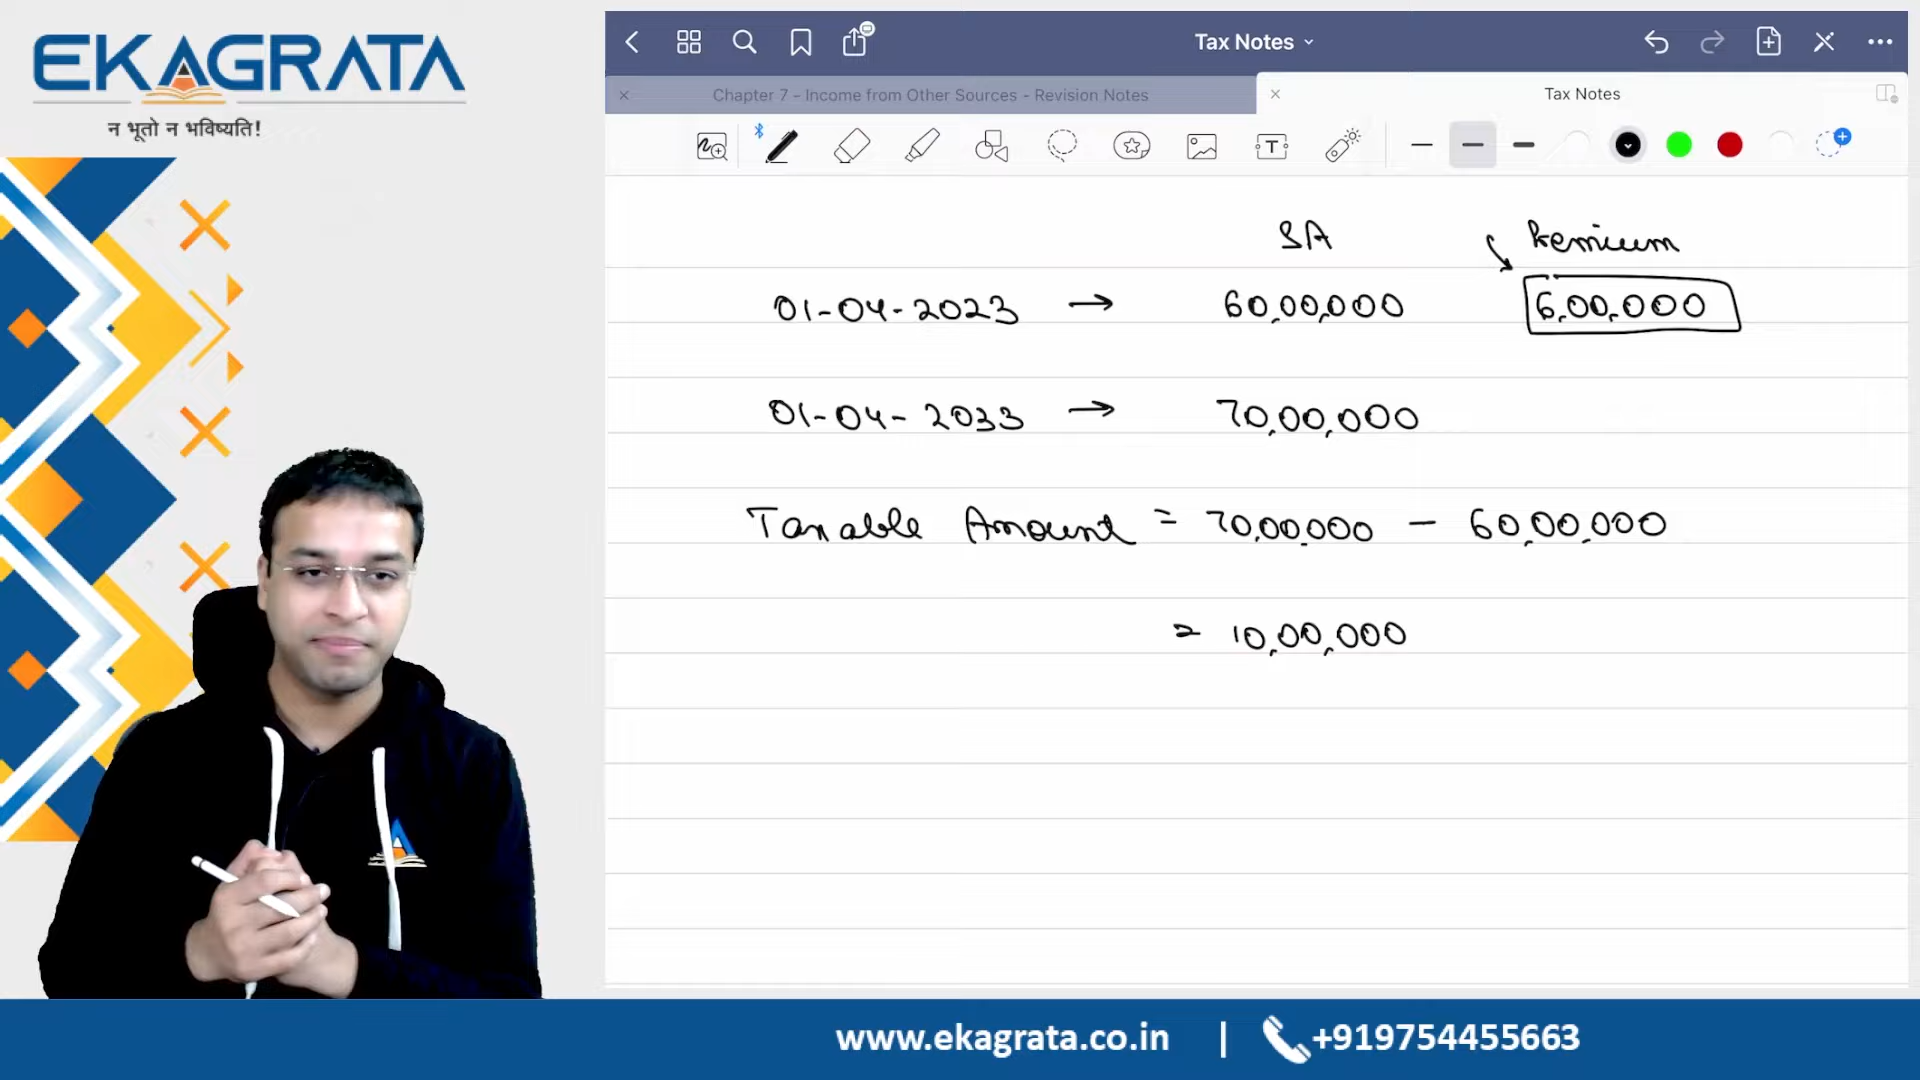 EKAGRATA
न भूतो न भविष्यति!
Tax Notes
Chapter 7 - Income from Other Sources - Revision Notes
Tax Notes
SA Premium
01-04-2023 → 60,00,000 6,00,000
01-04-2033 → 70,00,000
Taxable Amount = 70,00,000 - 60,00,000
= 10,00,000
www.ekagrata.co.in | +919754455663